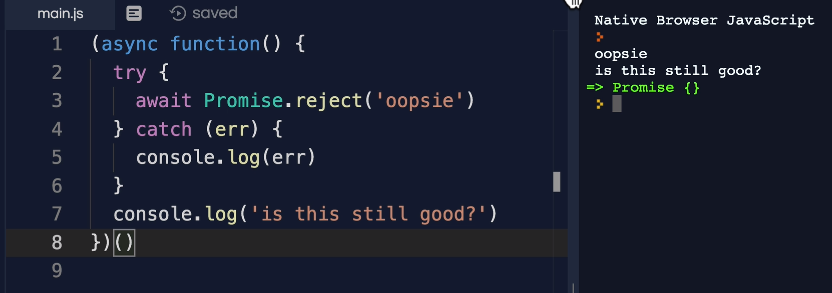 main.js saved
1 (async function() {
2 try {
3 await Promise.reject('oopsie')
4 } catch (err) {
5 console.log(err)
6 }
7 console.log('is this still good?')
8 })()
9
Native Browser JavaScript
oopsie
is this still good?
=> Promise {}